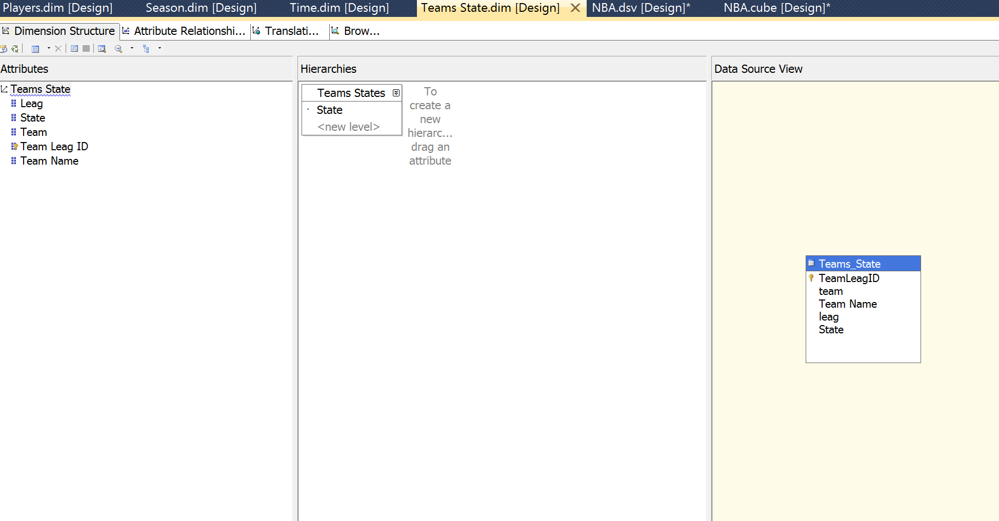 Players.dim [Design] Season.dim [Design] Time.dim [Design] Teams State.dim [Design] NBA.dsv [Design]* NBA.cube [Design]*
Dimension Structure Attribute Relationshi... Translati... Brow...
Attributes
Teams State
Leag
State
Team
Team Leag ID
Team Name
Hierarchies
Teams States
State
<new level>
To
create a
new
hierarc...
drag an
attribute
Data Source View
Teams_State
TeamLeagID
team
Team Name
leag
State